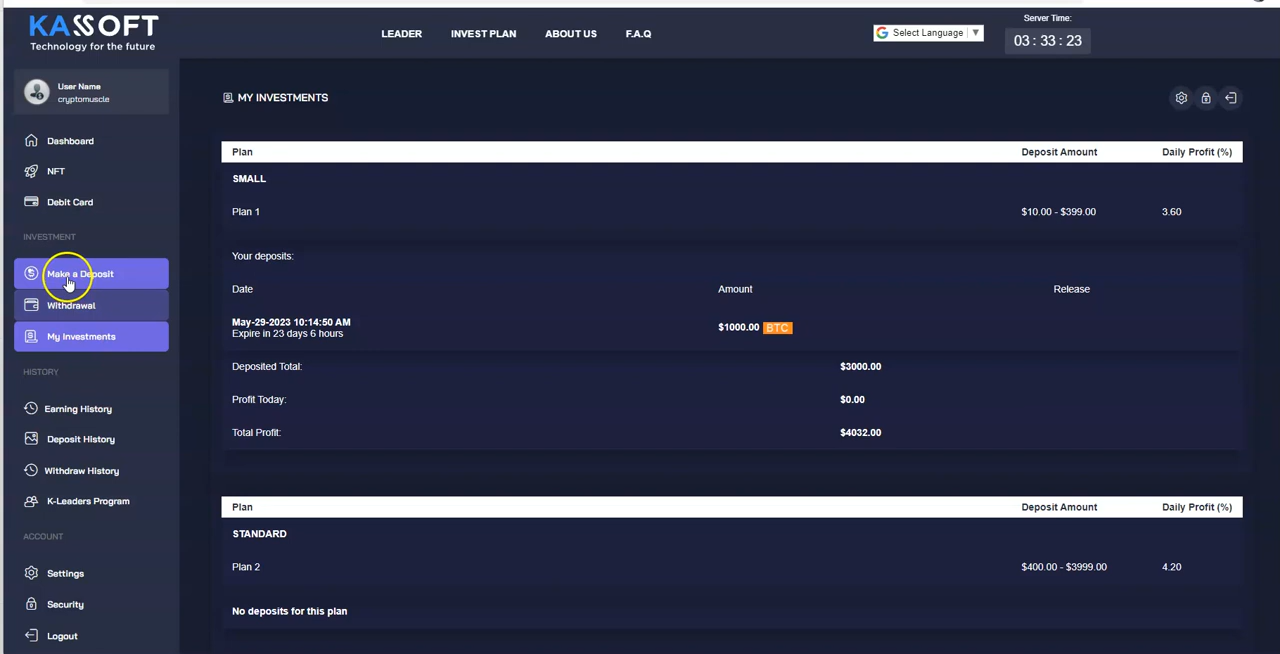 KASSOFT
Technology for the future
LEADER INVEST PLAN ABOUT US F.A.Q
Select Language ▼
Server Time:
03 : 33 : 23
User Name
cryptomuscle
Dashboard
NFT
Debit Card
INVESTMENT
Make a Deposit
Withdrawal
My Investments
HISTORY
Earning History
Deposit History
Withdraw History
K-Leaders Program
ACCOUNT
Settings
Security
Logout
MY INVESTMENTS
Plan Deposit Amount Daily Profit (%)
SMALL
Plan 1 $10.00 - $399.00 3.60
Your deposits:
Date Amount Release
May-29-2023 10:14:50 AM
Expire in 23 days 6 hours
$1000.00 BTC
Deposited Total: $3000.00
Profit Today: $0.00
Total Profit: $4032.00
Plan Deposit Amount Daily Profit (%)
STANDARD
Plan 2 $400.00 - $3999.00 4.20
No deposits for this plan